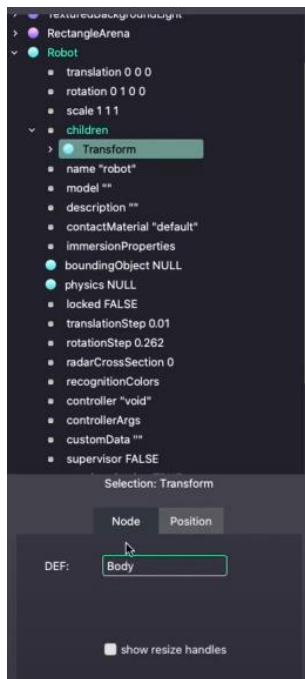 TexturedBackgroundLight
RectangleArena
Robot
translation 0 0 0
rotation 0 1 0 0
scale 1 1 1
children
Transform
name "robot"
model ""
description ""
contactMaterial "default"
immersionProperties
boundingObject NULL
physics NULL
locked FALSE
translationStep 0.01
rotationStep 0.262
radarCrossSection 0
recognitionColors
controller "void"
controllerArgs
customData ""
supervisor FALSE
Selection: Transform
Node Position
DEF: Body
show resize handles